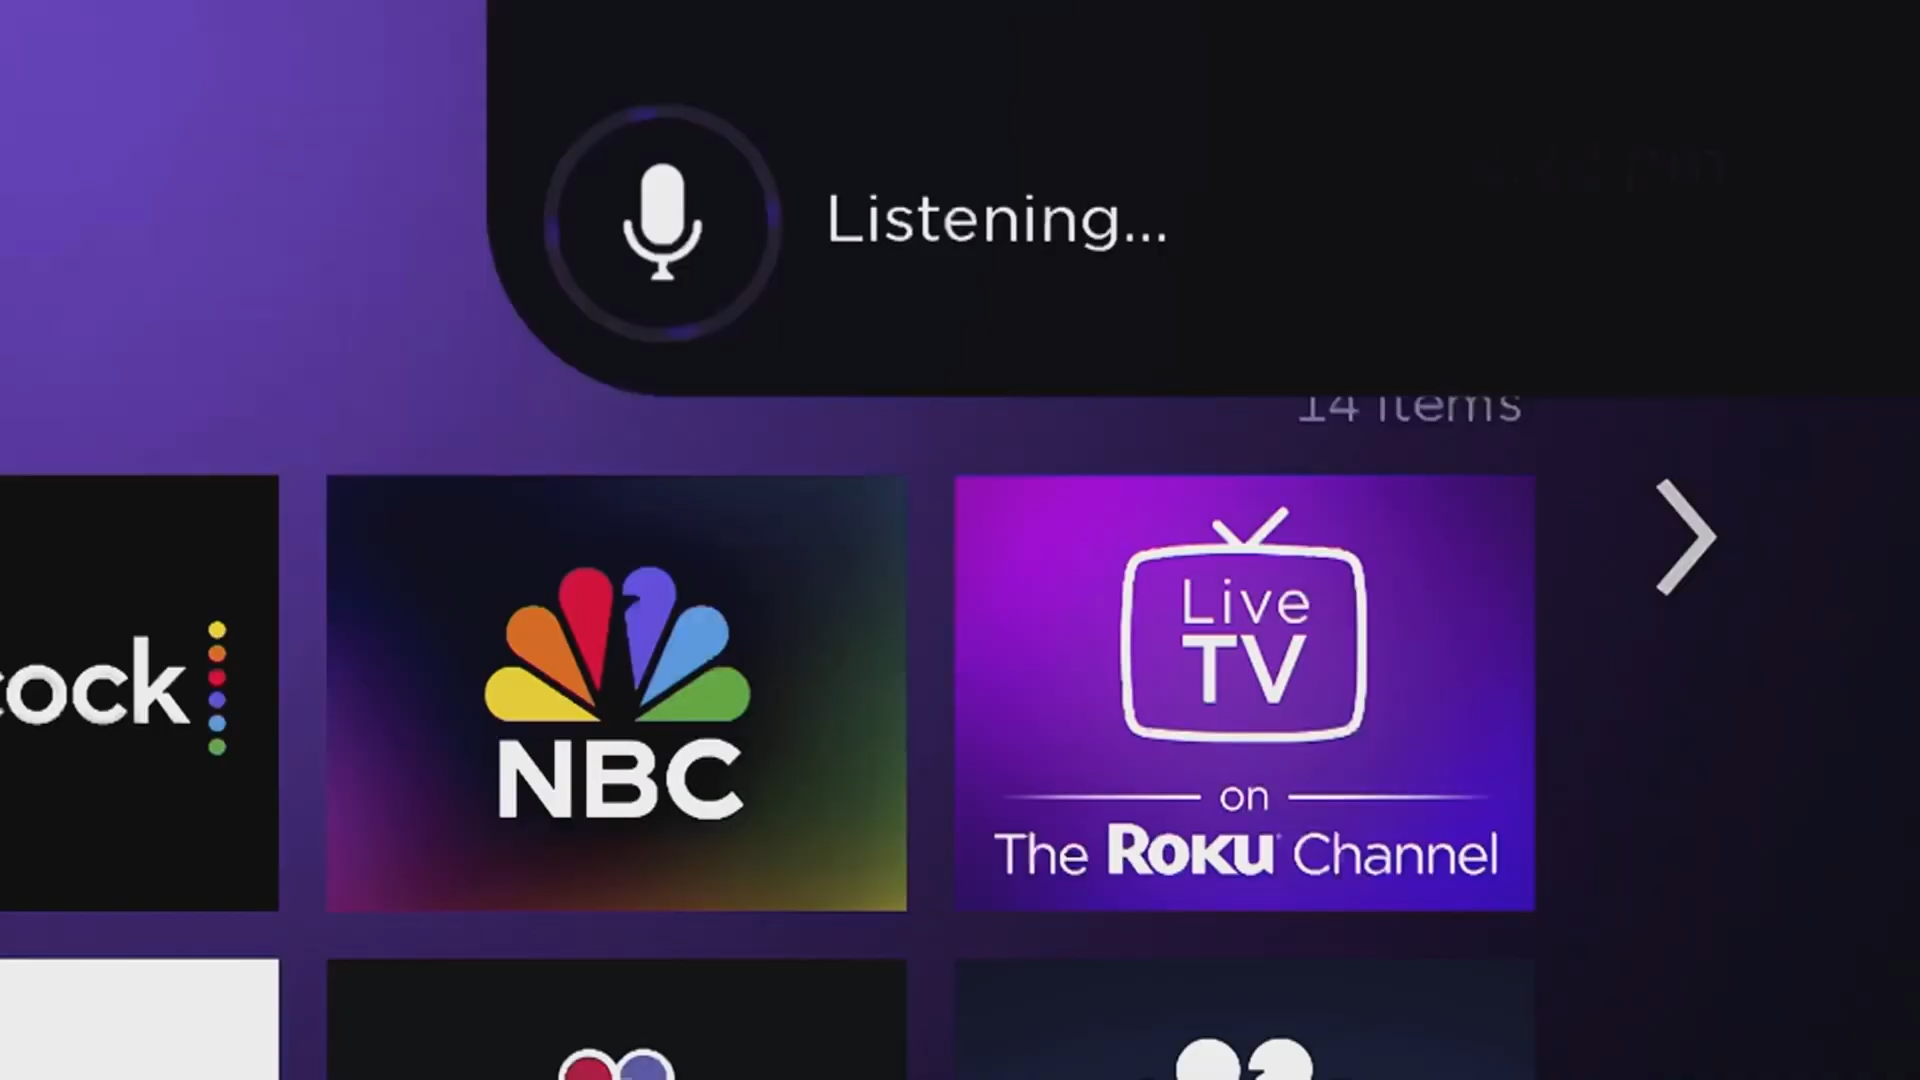 Listening...
14 items
cock
NBC
Live
TV
on
The Roku Channel